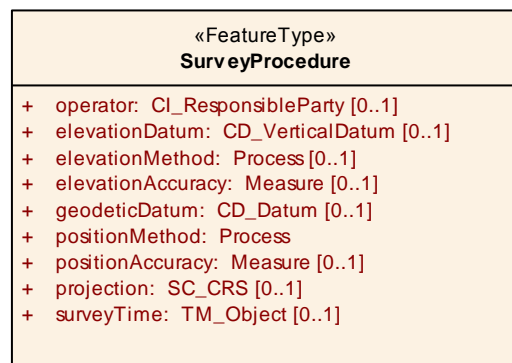 «FeatureType»
SurveyProcedure
+ operator: CI_ResponsibleParty [0..1]
+ elevationDatum: CD_VerticalDatum [0..1]
+ elevationMethod: Process [0..1]
+ elevationAccuracy: Measure [0..1]
+ geodeticDatum: CD_Datum [0..1]
+ positionMethod: Process
+ positionAccuracy: Measure [0..1]
+ projection: SC_CRS [0..1]
+ surveyTime: TM_Object [0..1]